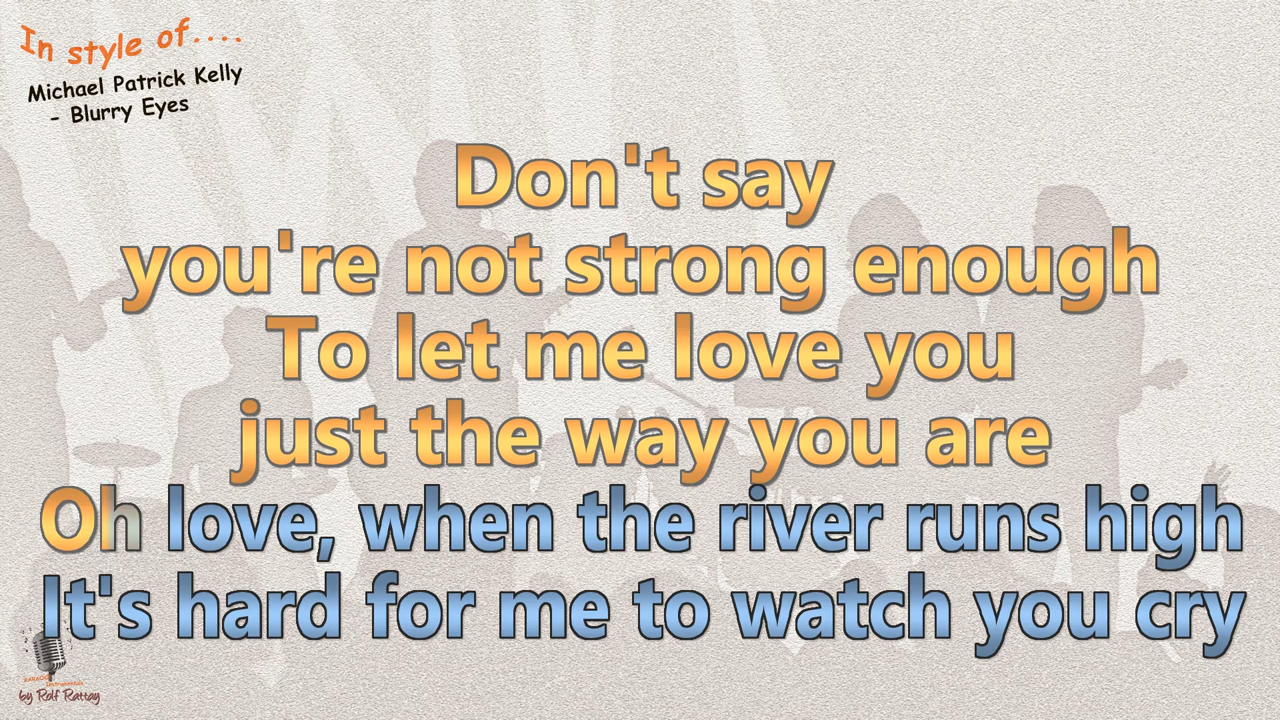 In style of....
Michael Patrick Kelly
- Blurry Eyes
Don't say
you're not strong enough
To let me love you
just the way you are
Oh love, when the river runs high
It's hard for me to watch you cry
KARAOKE
Instrumentals
by Rolf Rattay